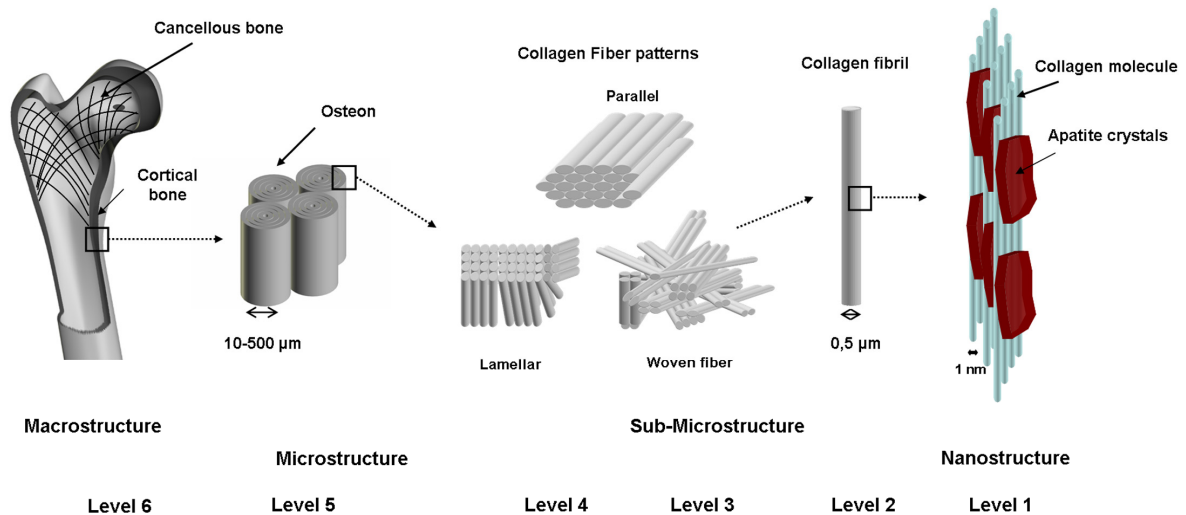 Cancellous bone
Cortical
bone
Osteon
10-500 µm
Collagen Fiber patterns
Parallel
Lamellar
Woven fiber
Collagen fibril
0,5 µm
Collagen molecule
Apatite crystals
1 nm
Macrostructure
Microstructure
Sub-Microstructure
Nanostructure
Level 6
Level 5
Level 4
Level 3
Level 2
Level 1